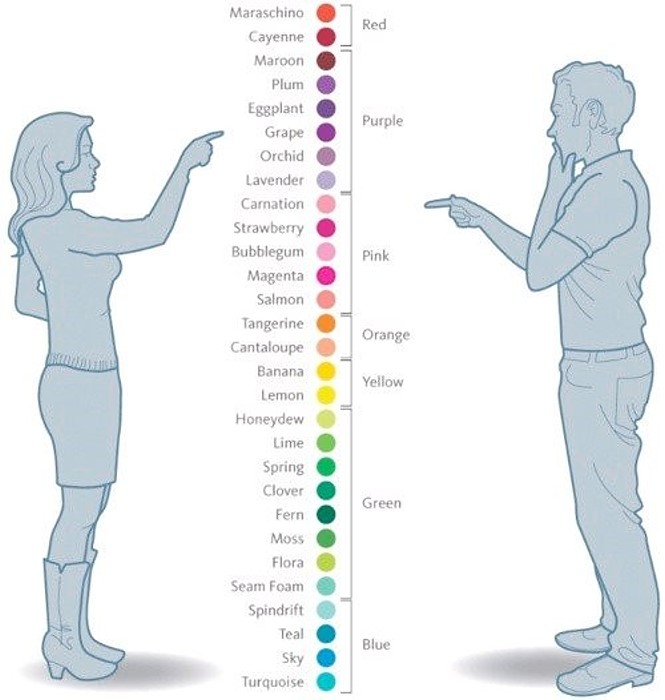 Maraschino
Cayenne
Red
Maroon
Plum
Eggplant
Grape
Orchid
Lavender
Purple
Carnation
Strawberry
Bubblegum
Magenta
Salmon
Pink
Tangerine
Cantaloupe
Orange
Banana
Lemon
Yellow
Honeydew
Lime
Spring
Clover
Fern
Moss
Flora
Seam Foam
Green
Spindrift
Teal
Sky
Turquoise
Blue